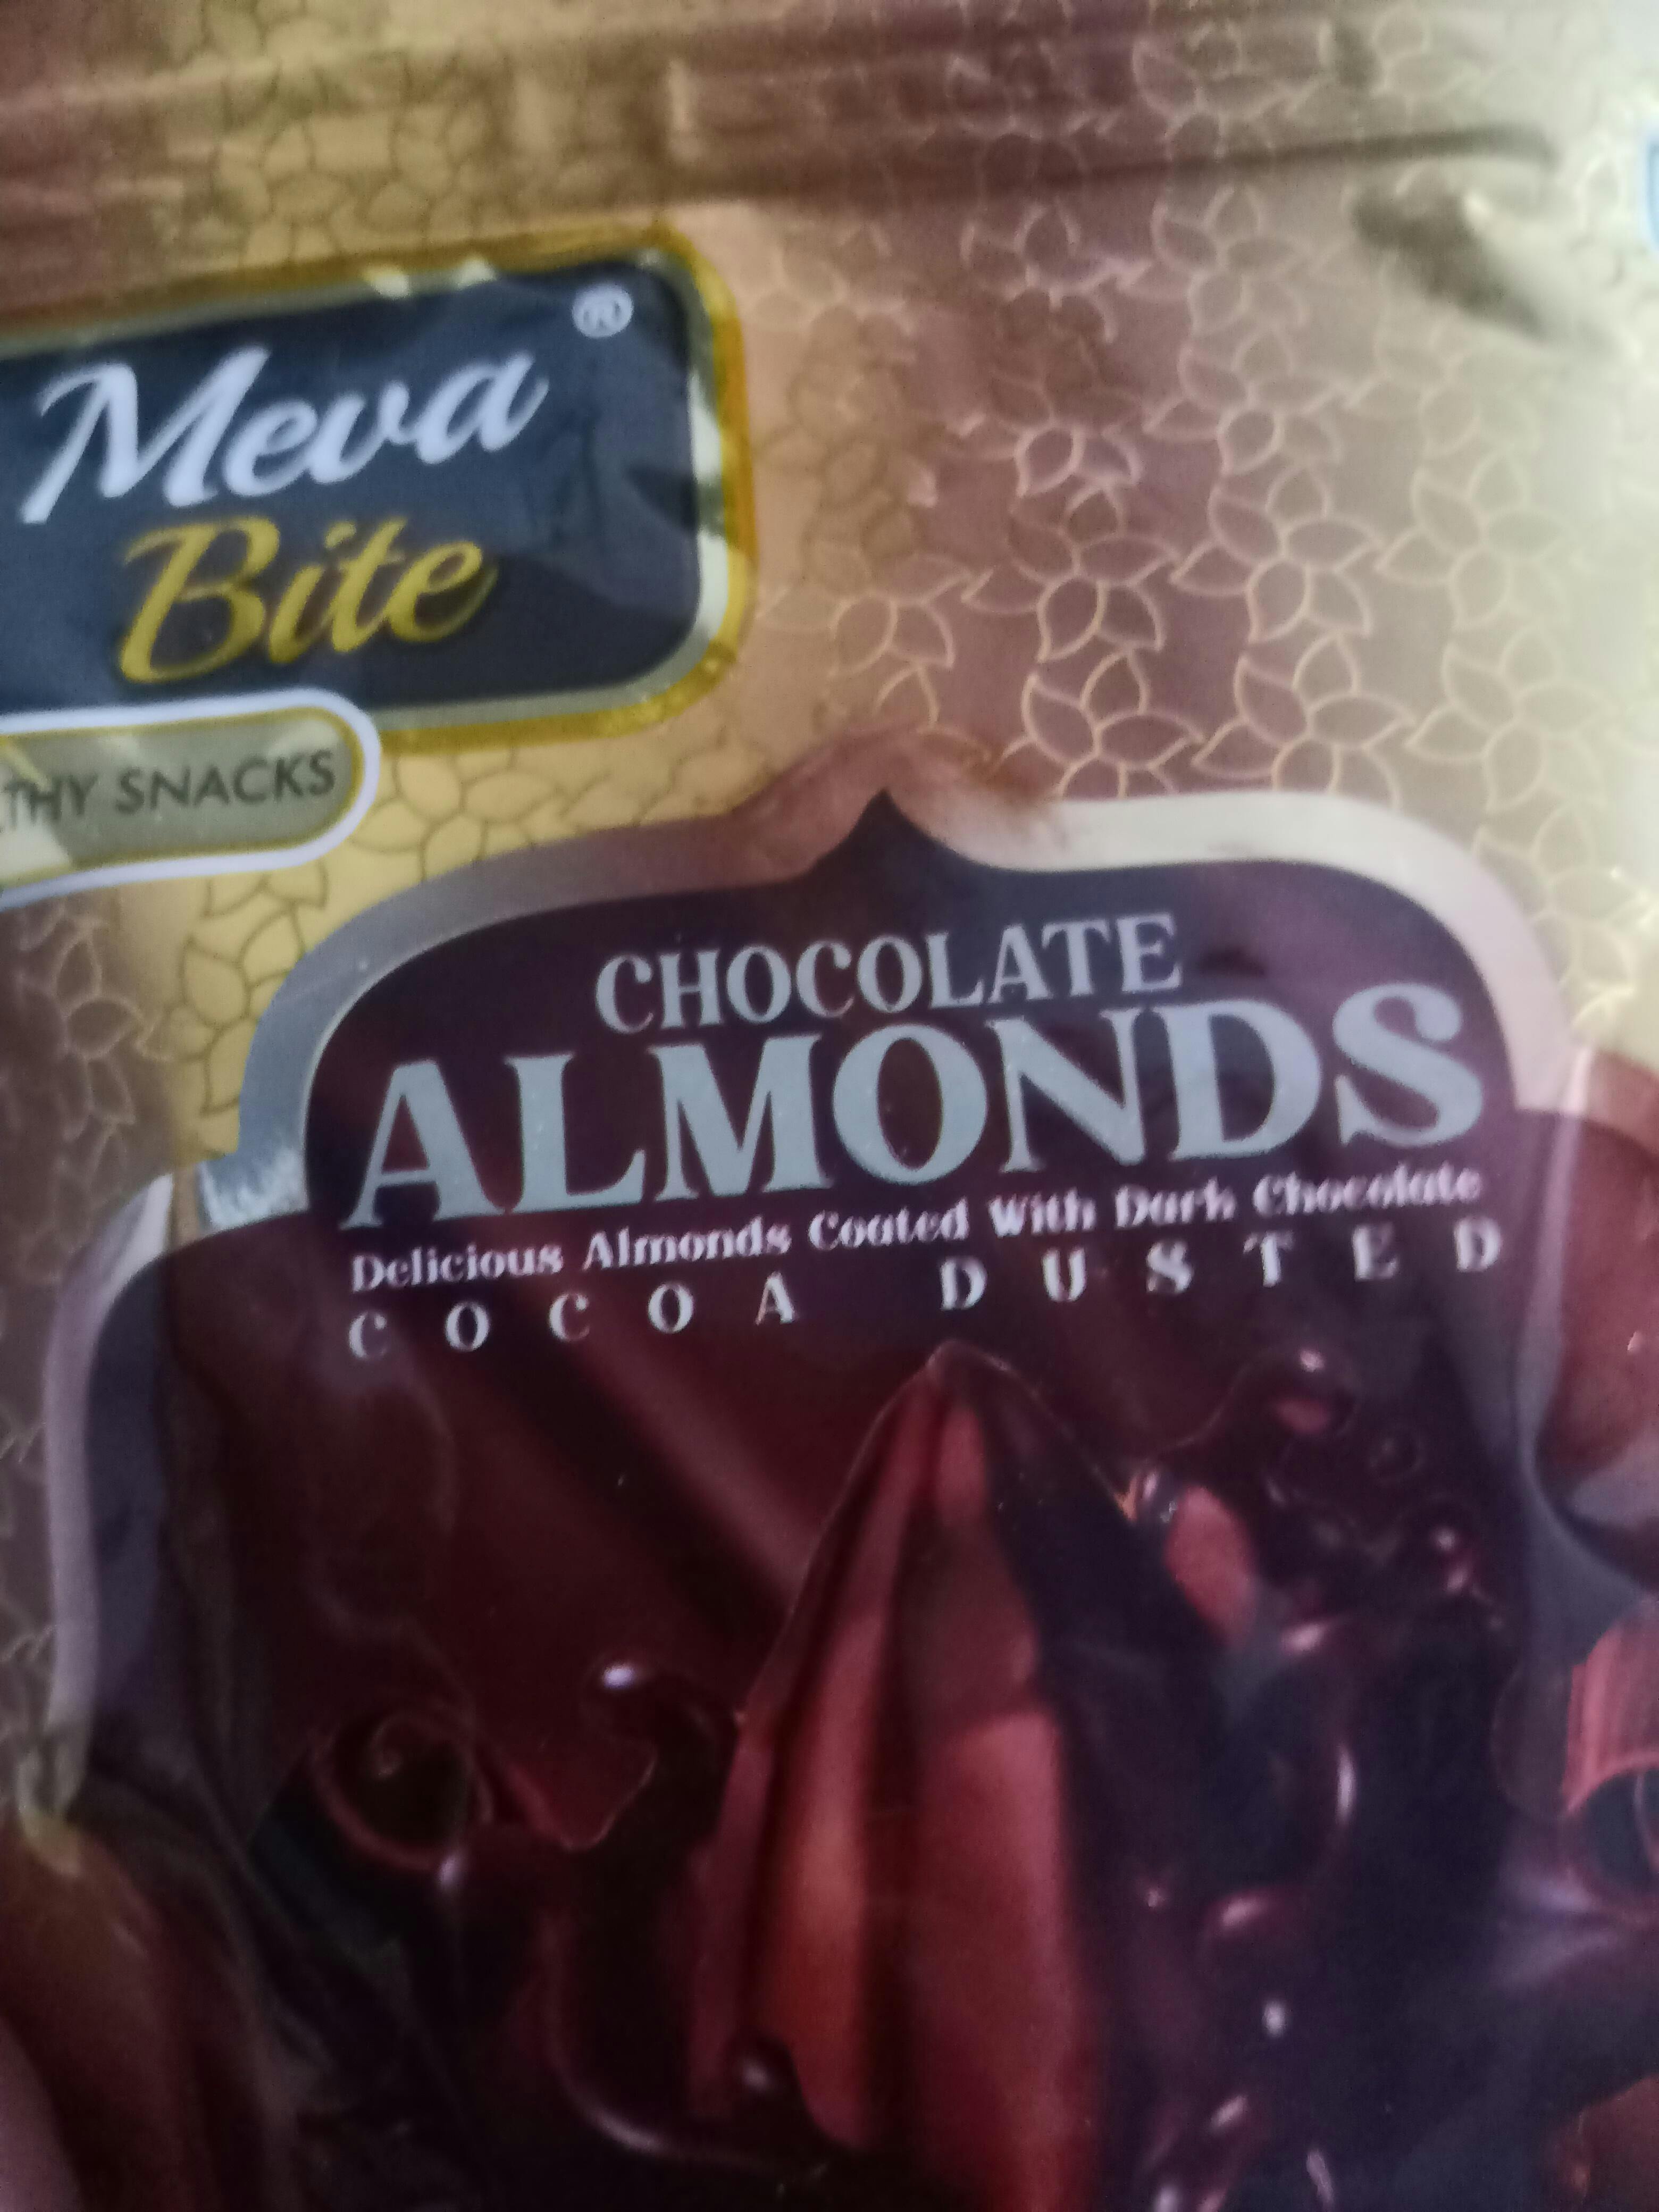 Meva®
Bite
THY SNACKS
CHOCOLATE
ALMONDS
Delicious Almonds Coated With Dark Chocolate
COCOA DUSTED